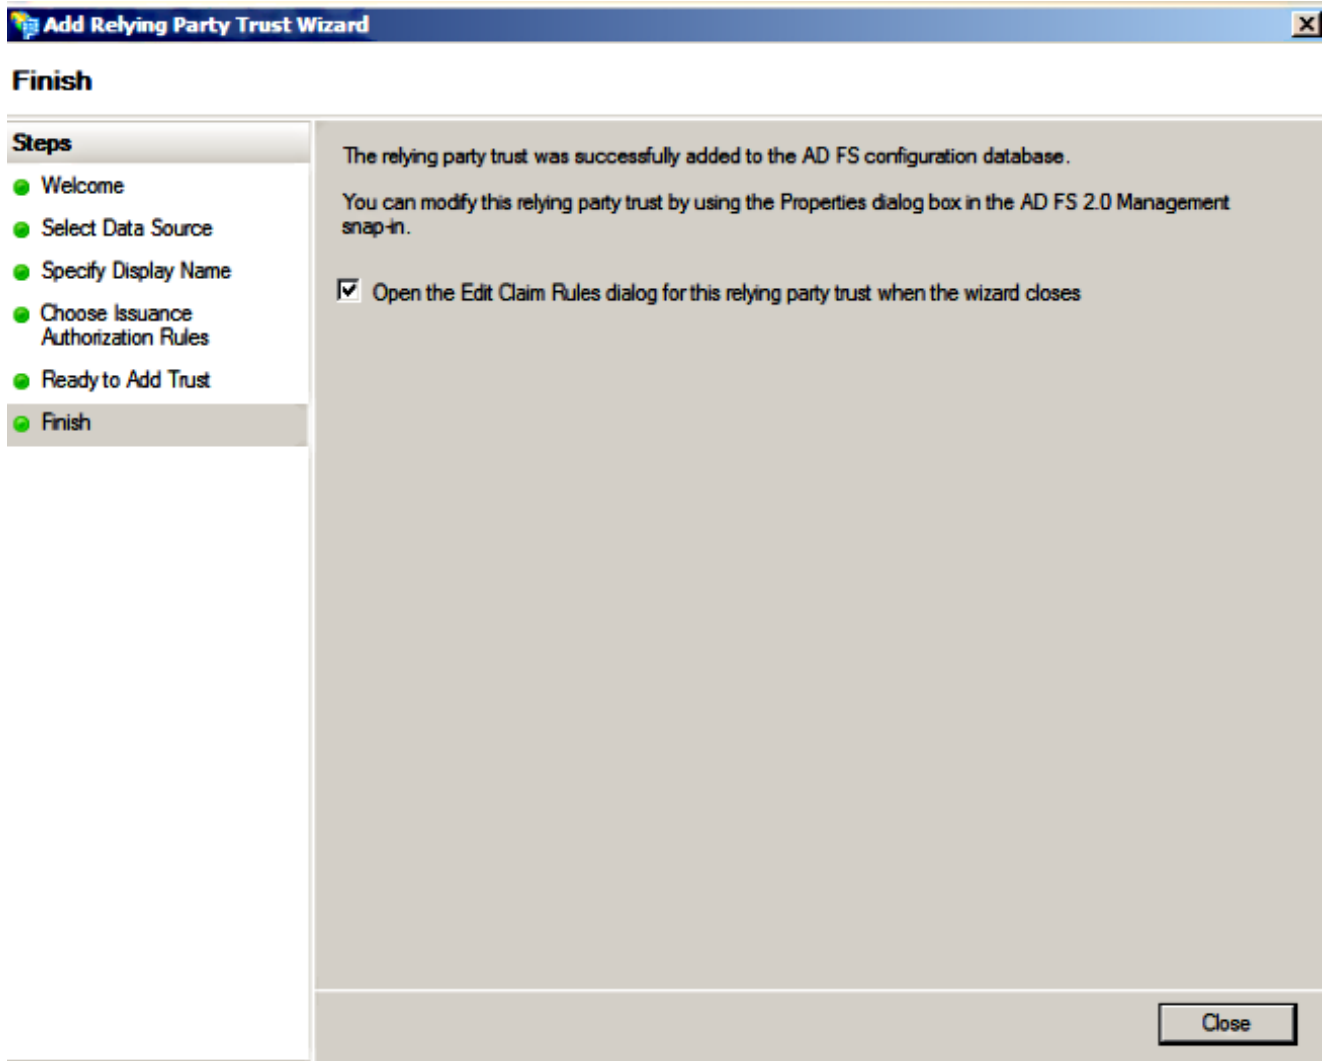 Add Relying Party Trust Wizard
Finish
Steps
Welcome
Select Data Source
Specify Display Name
Choose Issuance
Authorization Rules
Ready to Add Trust
Finish
The relying party trust was successfully added to the AD FS configuration database.
You can modify this relying party trust by using the Properties dialog box in the AD FS 2.0 Management
snap-in.
Open the Edit Claim Rules dialog for this relying party trust when the wizard closes
Close